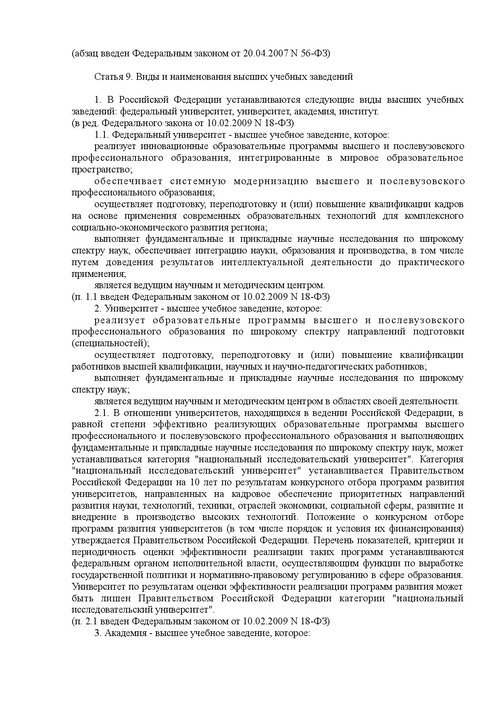 (абзац введен Федеральным законом от 20.04.2007 N 56-ФЗ)
Статья 9. Виды и наименования высших учебных заведений
1. В Российской Федерации устанавливаются следующие виды высших учебных
заведений: федеральный университет, университет, академия, институт.
(в ред. Федерального закона от 10.02.2009 N 18-ФЗ)
1.1. Федеральный университет - высшее учебное заведение, которое:
реализует инновационные образовательные программы высшего и послевузовского
профессионального образования, интегрированные в мировое образовательное
пространство;
обеспечивает системную модернизацию высшего и послевузовского
профессионального образования;
осуществляет подготовку, переподготовку и (или) повышение квалификации кадров
на основе применения современных образовательных технологий для комплексного
социально-экономического развития региона;
выполняет фундаментальные и прикладные научные исследования по широкому
спектру наук, обеспечивает интеграцию науки, образования и производства, в том числе
путем доведения результатов интеллектуальной деятельности до практического
применения;
является ведущим научным и методическим центром.
(п. 1.1 введен Федеральным законом от 10.02.2009 N 18-ФЗ)
2. Университет - высшее учебное заведение, которое:
реализует образовательные программы высшего и послевузовского
профессионального образования по широкому спектру направлений подготовки
(специальностей);
осуществляет подготовку, переподготовку и (или) повышение квалификации
работников высшей квалификации, научных и научно-педагогических работников;
выполняет фундаментальные и прикладные научные исследования по широкому
спектру наук;
является ведущим научным и методическим центром в областях своей деятельности.
2.1. В отношении университетов, находящихся в ведении Российской Федерации, в
равной степени эффективно реализующих образовательные программы высшего
профессионального и послевузовского профессионального образования и выполняющих
фундаментальные и прикладные научные исследования по широкому спектру наук, может
устанавливаться категория "национальный исследовательский университет". Категория
"национальный исследовательский университет" устанавливается Правительством
Российской Федерации на 10 лет по результатам конкурсного отбора программ развития
университетов, направленных на кадровое обеспечение приоритетных направлений
развития науки, технологий, техники, отраслей экономики, социальной сферы, развитие и
внедрение в производство высоких технологий. Положение о конкурсном отборе
программ развития университетов (в том числе порядок и условия их финансирования)
утверждается Правительством Российской Федерации. Перечень показателей, критерии и
периодичность оценки эффективности реализации таких программ устанавливаются
федеральным органом исполнительной власти, осуществляющим функции по выработке
государственной политики и нормативно-правовому регулированию в сфере образования.
Университет по результатам оценки эффективности реализации программ развития может
быть лишен Правительством Российской Федерации категории "национальный
исследовательский университет".
(п. 2.1 введен Федеральным законом от 10.02.2009 N 18-ФЗ)
3. Академия - высшее учебное заведение, которое: